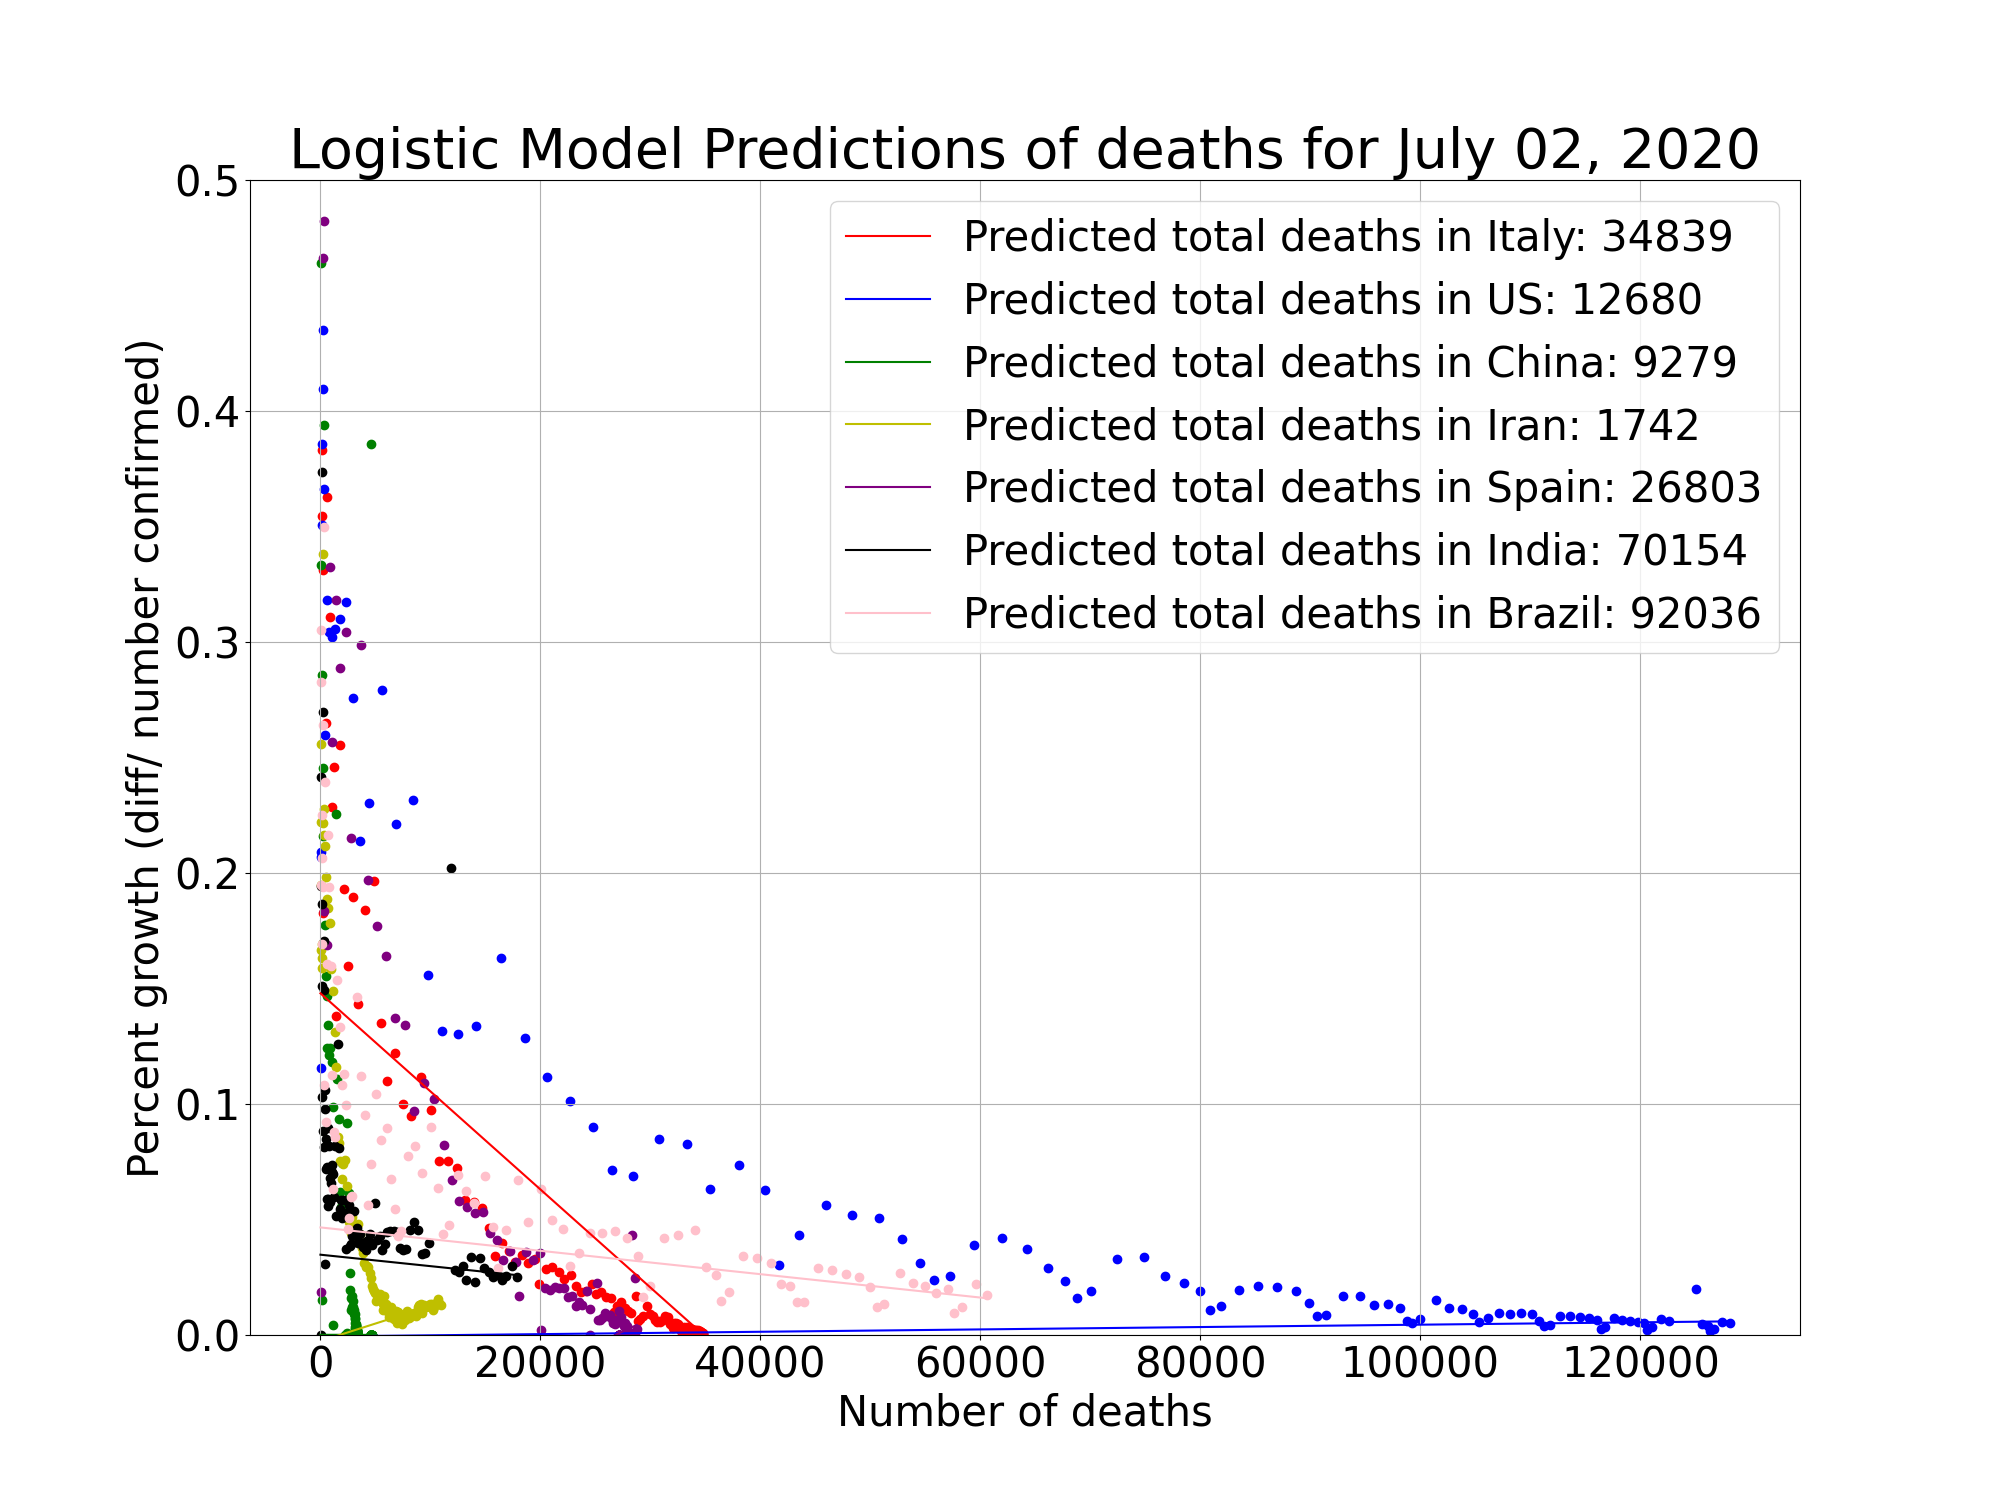 Logistic Model Predictions of deaths for July 02, 2020
0.5
0.4
0.3
0.2
0.1
0.0
Percent growth (diff/ number confirmed)
Predicted total deaths in Italy: 34839
Predicted total deaths in US: 12680
Predicted total deaths in China: 9279
Predicted total deaths in Iran: 1742
Predicted total deaths in Spain: 26803
Predicted total deaths in India: 70154
Predicted total deaths in Brazil: 92036
0 20000 40000 60000 80000 100000 120000
Number of deaths